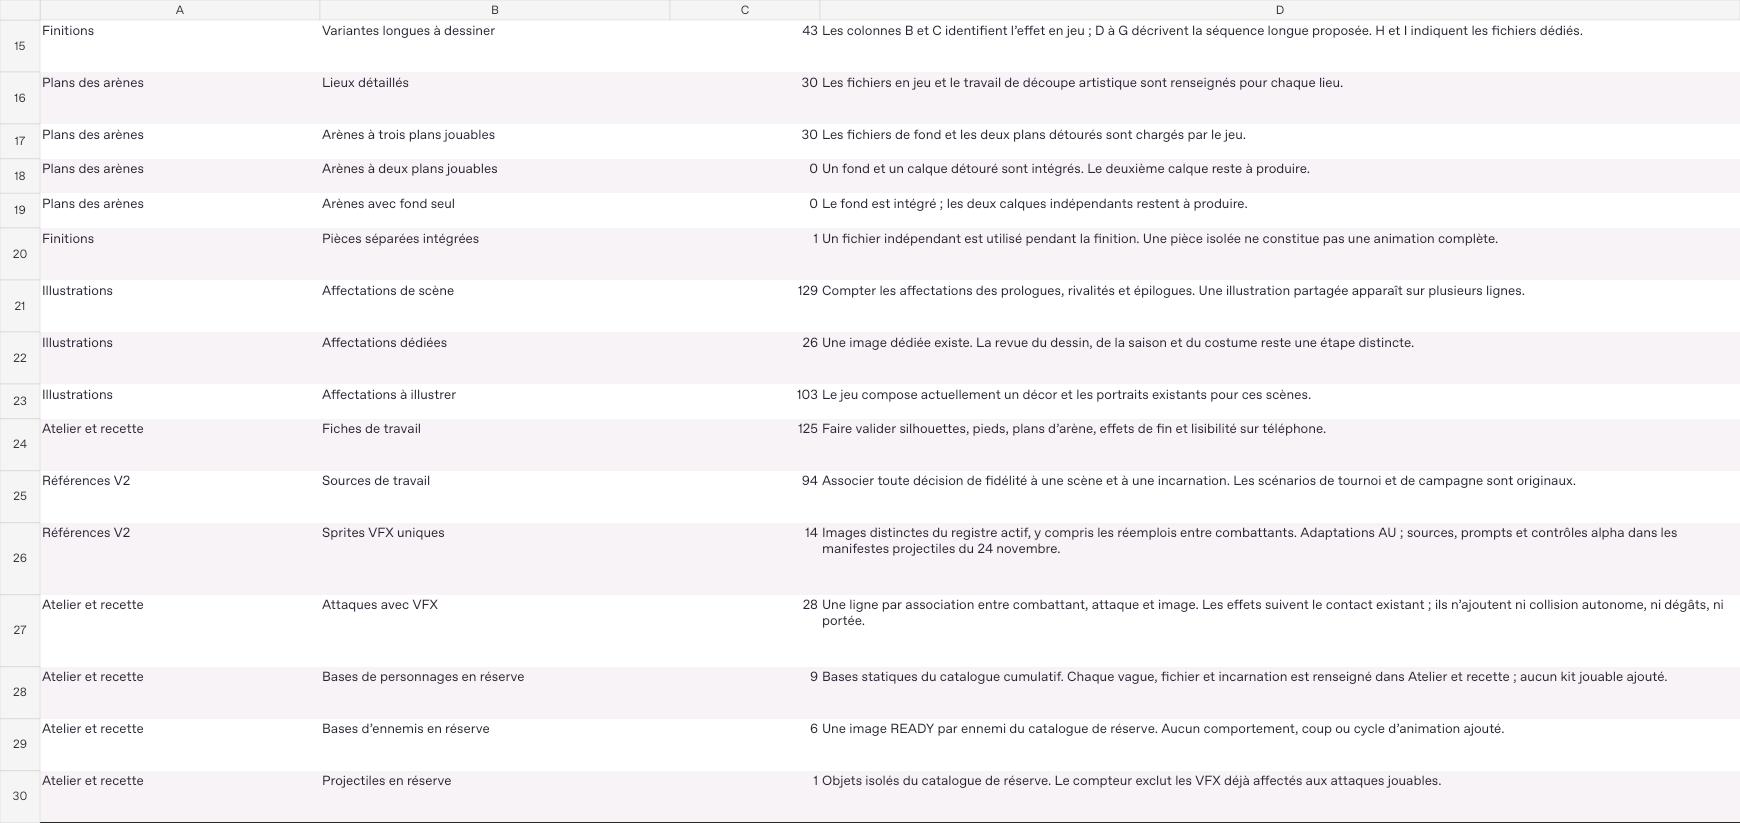 A B C D
15 Finitions Variantes longues à dessiner 43 Les colonnes B et C identifient l’effet en jeu ; D à G décrivent la séquence longue proposée. H et I indiquent les fichiers dédiés.
16 Plans des arènes Lieux détaillés 30 Les fichiers en jeu et le travail de découpe artistique sont renseignés pour chaque lieu.
17 Plans des arènes Arènes à trois plans jouables 30 Les fichiers de fond et les deux plans détourés sont chargés par le jeu.
18 Plans des arènes Arènes à deux plans jouables 0 Un fond et un calque détouré sont intégrés. Le deuxième calque reste à produire.
19 Plans des arènes Arènes avec fond seul 0 Le fond est intégré ; les deux calques indépendants restent à produire.
20 Finitions Pièces séparées intégrées 1 Un fichier indépendant est utilisé pendant la finition. Une pièce isolée ne constitue pas une animation complète.
21 Illustrations Affectations de scène 129 Compter les affectations des prologues, rivalités et épilogues. Une illustration partagée apparaît sur plusieurs lignes.
22 Illustrations Affectations dédiées 26 Une image dédiée existe. La revue du dessin, de la saison et du costume reste une étape distincte.
23 Illustrations Affectations à illustrer 103 Le jeu compose actuellement un décor et les portraits existants pour ces scènes.
24 Atelier et recette Fiches de travail 125 Faire valider silhouettes, pieds, plans d’arène, effets de fin et lisibilité sur téléphone.
25 Références V2 Sources de travail 94 Associer toute décision de fidélité à une scène et à une incarnation. Les scénarios de tournoi et de campagne sont originaux.
26 Références V2 Sprites VFX uniques 14 Images distinctes du registre actif, y compris les réemplois entre combattants. Adaptations AU ; sources, prompts et contrôles alpha dans les
manifestes projectiles du 24 novembre.
27 Atelier et recette Attaques avec VFX 28 Une ligne par association entre combattant, attaque et image. Les effets suivent le contact existant ; ils n’ajoutent ni collision autonome, ni dégâts, ni
portée.
28 Atelier et recette Bases de personnages en réserve 9 Bases statiques du catalogue cumulatif. Chaque vague, fichier et incarnation est renseigné dans Atelier et recette ; aucun kit jouable ajouté.
29 Atelier et recette Bases d’ennemis en réserve 6 Une image READY par ennemi du catalogue de réserve. Aucun comportement, coup ou cycle d’animation ajouté.
30 Atelier et recette Projectiles en réserve 1 Objets isolés du catalogue de réserve. Le compteur exclut les VFX déjà affectés aux attaques jouables.